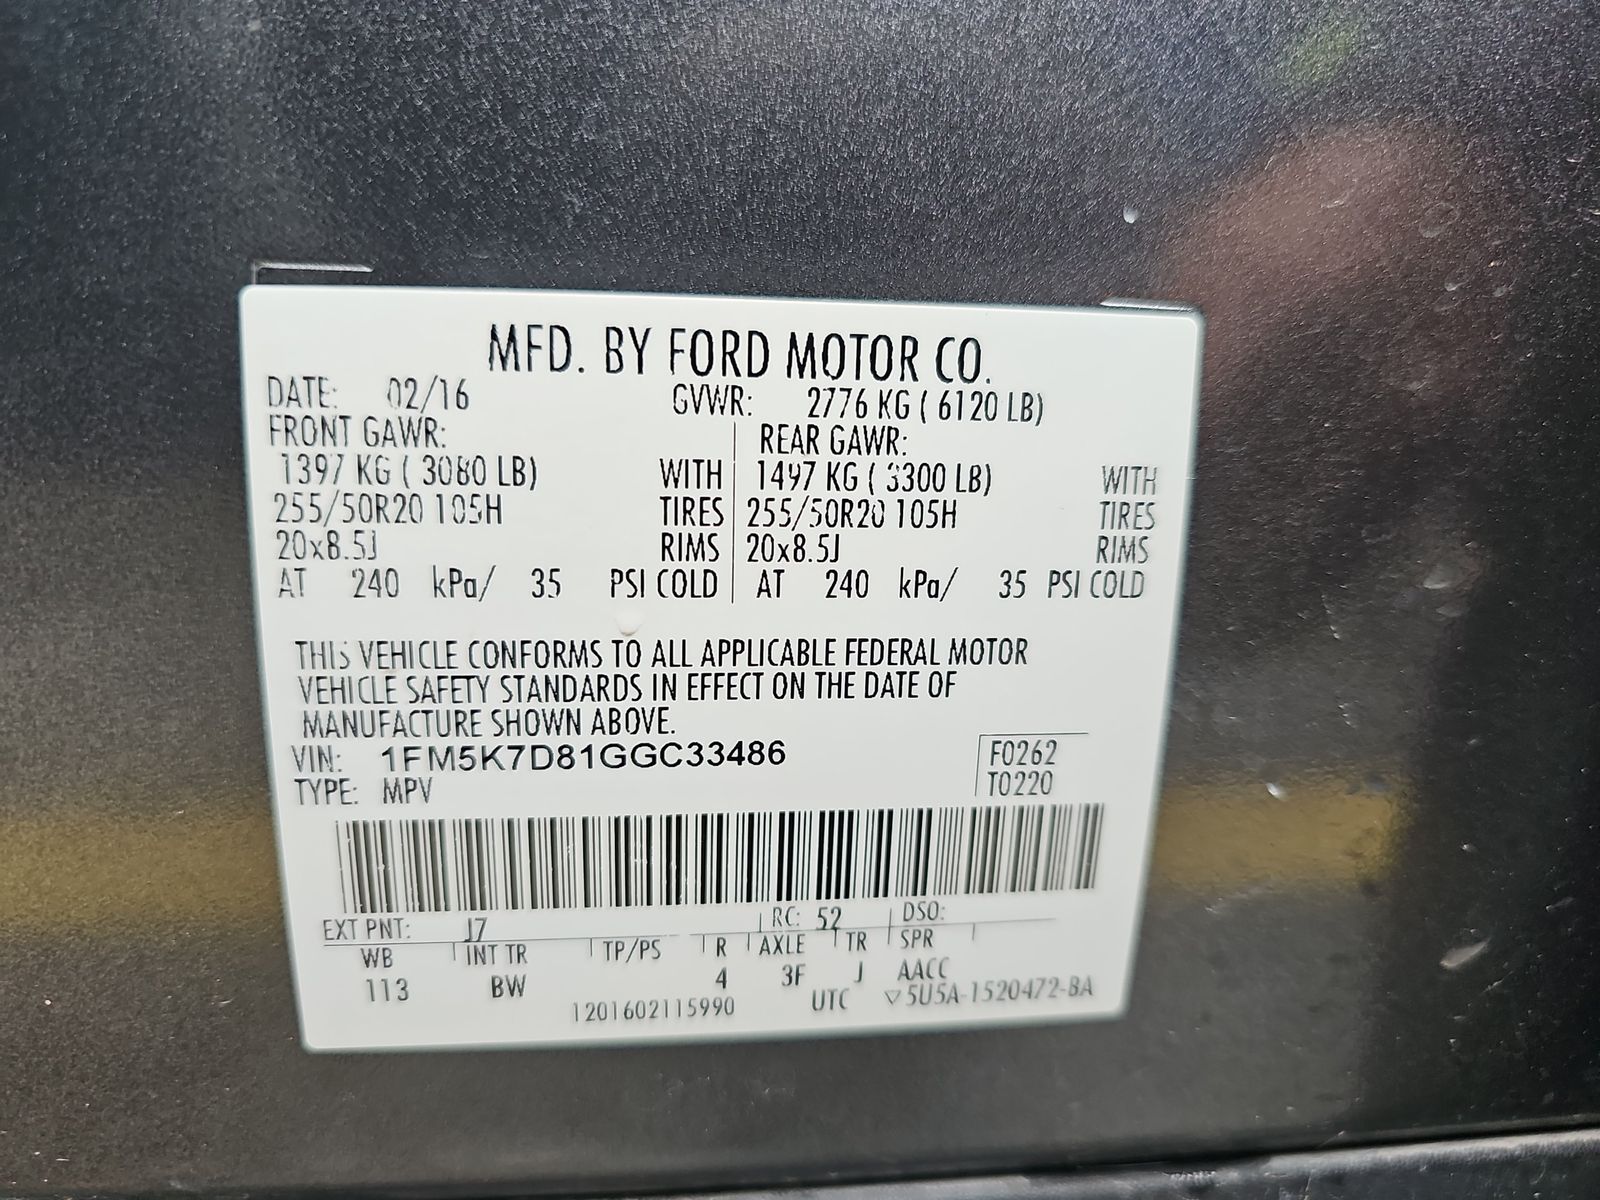 MFD. BY FORD MOTOR CO.
DATE: 02/16 GVWR: 2776 KG ( 6120 LB)
FRONT GAWR: REAR GAWR:
1397 KG ( 3080 LB) WITH 1497 KG ( 3300 LB) WITH
255/50R20 105H TIRES 255/50R20 105H TIRES
20x8.5J RIMS 20x8.5J RIMS
AT 240 kPa/ 35 PSI COLD AT 240 kPa/ 35 PSI COLD
THIS VEHICLE CONFORMS TO ALL APPLICABLE FEDERAL MOTOR
VEHICLE SAFETY STANDARDS IN EFFECT ON THE DATE OF
MANUFACTURE SHOWN ABOVE.
VIN: 1FM5K7D81GGC33486 F0262
TYPE: MPV T0220
EXT PNT: J7 RC: 52 DSO:
WB INT TR TP/PS R AXLE TR SPR
113 BW 4 3F J AACC
1201602115990 UTC ▽5U5A-1520472-BA